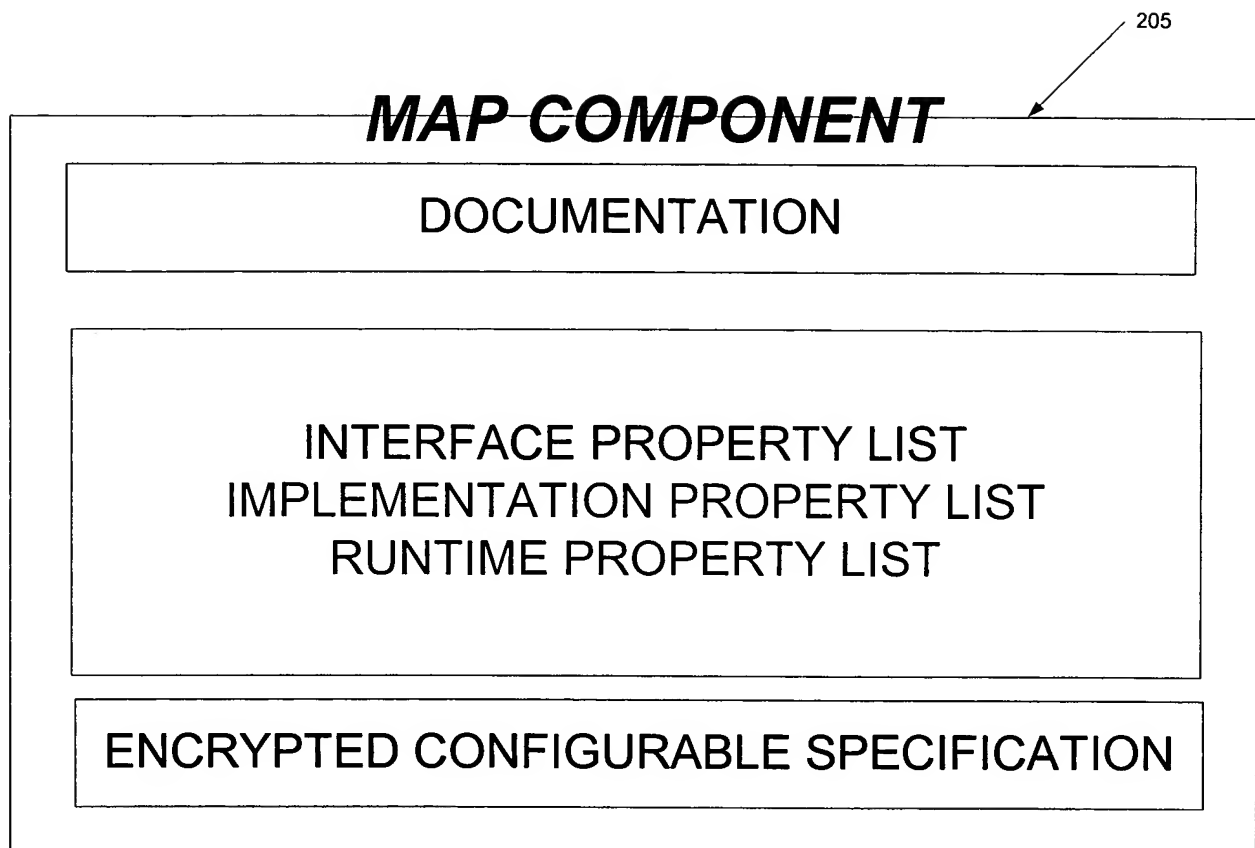 205
MAP COMPONENT
DOCUMENTATION
INTERFACE PROPERTY LIST
IMPLEMENTATION PROPERTY LIST
RUNTIME PROPERTY LIST
ENCRYPTED CONFIGURABLE SPECIFICATION